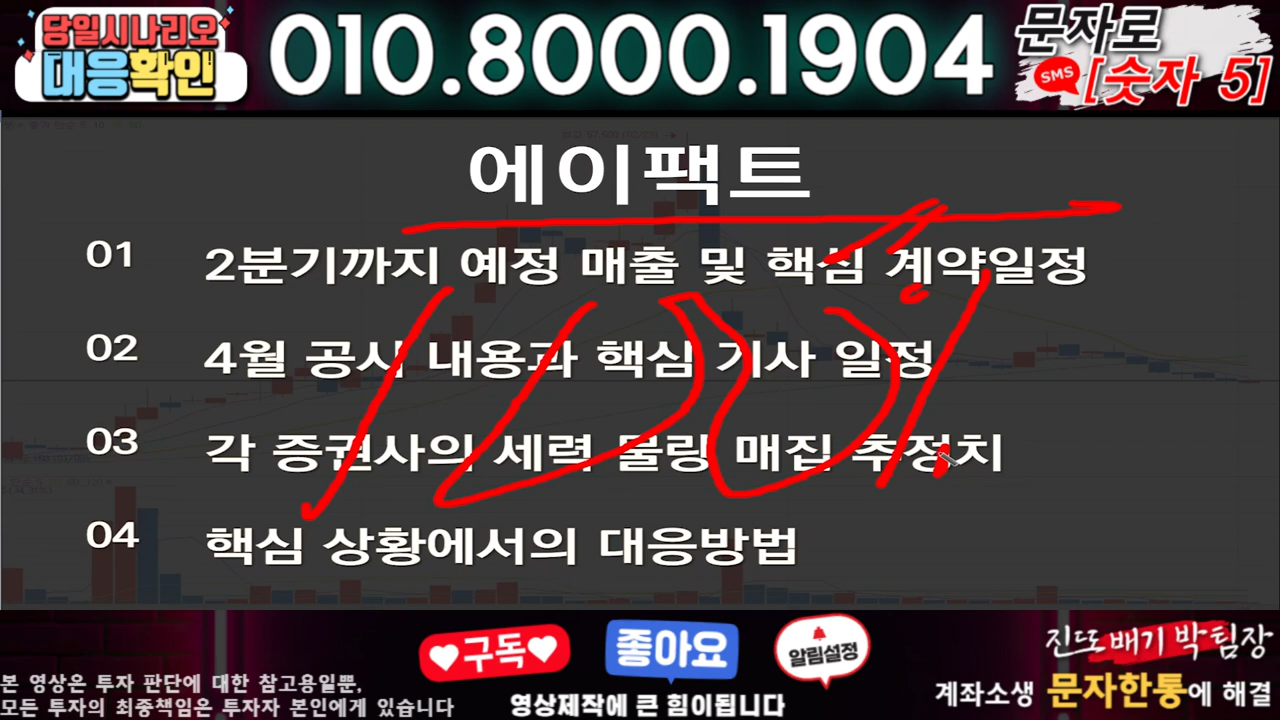 당일시나리오
대응확인
010.8000.1904
문자로
SMS [숫자 5]
에이팩트
01 2분기까지 예정 매출 및 핵심 계약일정
02 4월 공시 내용과 핵심 기사 일정
03 각 증권사의 세력 물링 매집 추정치
04 핵심 상황에서의 대응방법
100%
구독
좋아요
알림설정
영상제작에 큰 힘이됩니다
본 영상은 투자 판단에 대한 참고용일뿐,
모든 투자의 최종책임은 투자자 본인에게 있습니다
진또배기 박팀장
계좌소생 문자한통에 해결